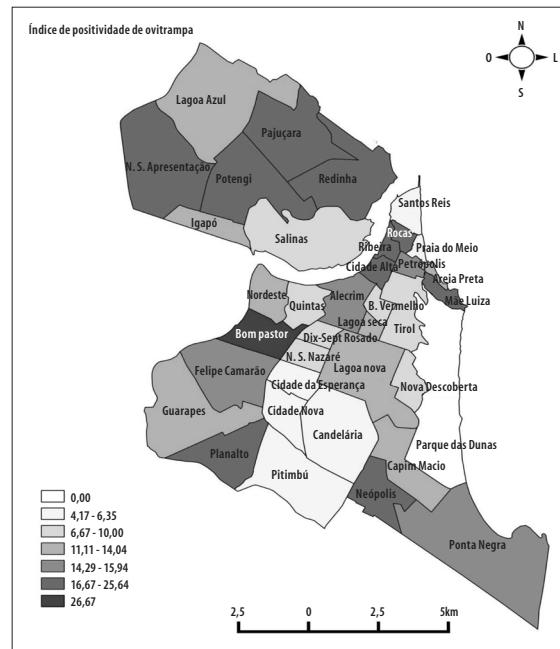 Índice de positividade de ovitrampa
N
O
L
S
Lagoa Azul
Pajuçara
N. S. Apresentação
Potengi
Redinha
Santos Reis
Igapó
Salinas
Rocas
Ribeira
Praia do Meio
Cidade Alta
Petrópolis
Areia Preta
Mãe Luiza
Nordeste
Quintas
Alecrim
B. Vermelho
Lagoa seca
Tirol
Bom pastor
Dix-Sept Rosado
N. S. Nazaré
Lagoa nova
Felipe Camarão
Cidade da Esperança
Nova Descoberta
Guarapes
Cidade Nova
Candelária
Parque das Dunas
Planalto
Capim Macio
Pitimbú
Neópolis
Ponta Negra
0,00
4,17 - 6,35
6,67 - 10,00
11,11 - 14,04
14,29 - 15,94
16,67 - 25,64
26,67
2,5 0 2,5 5km